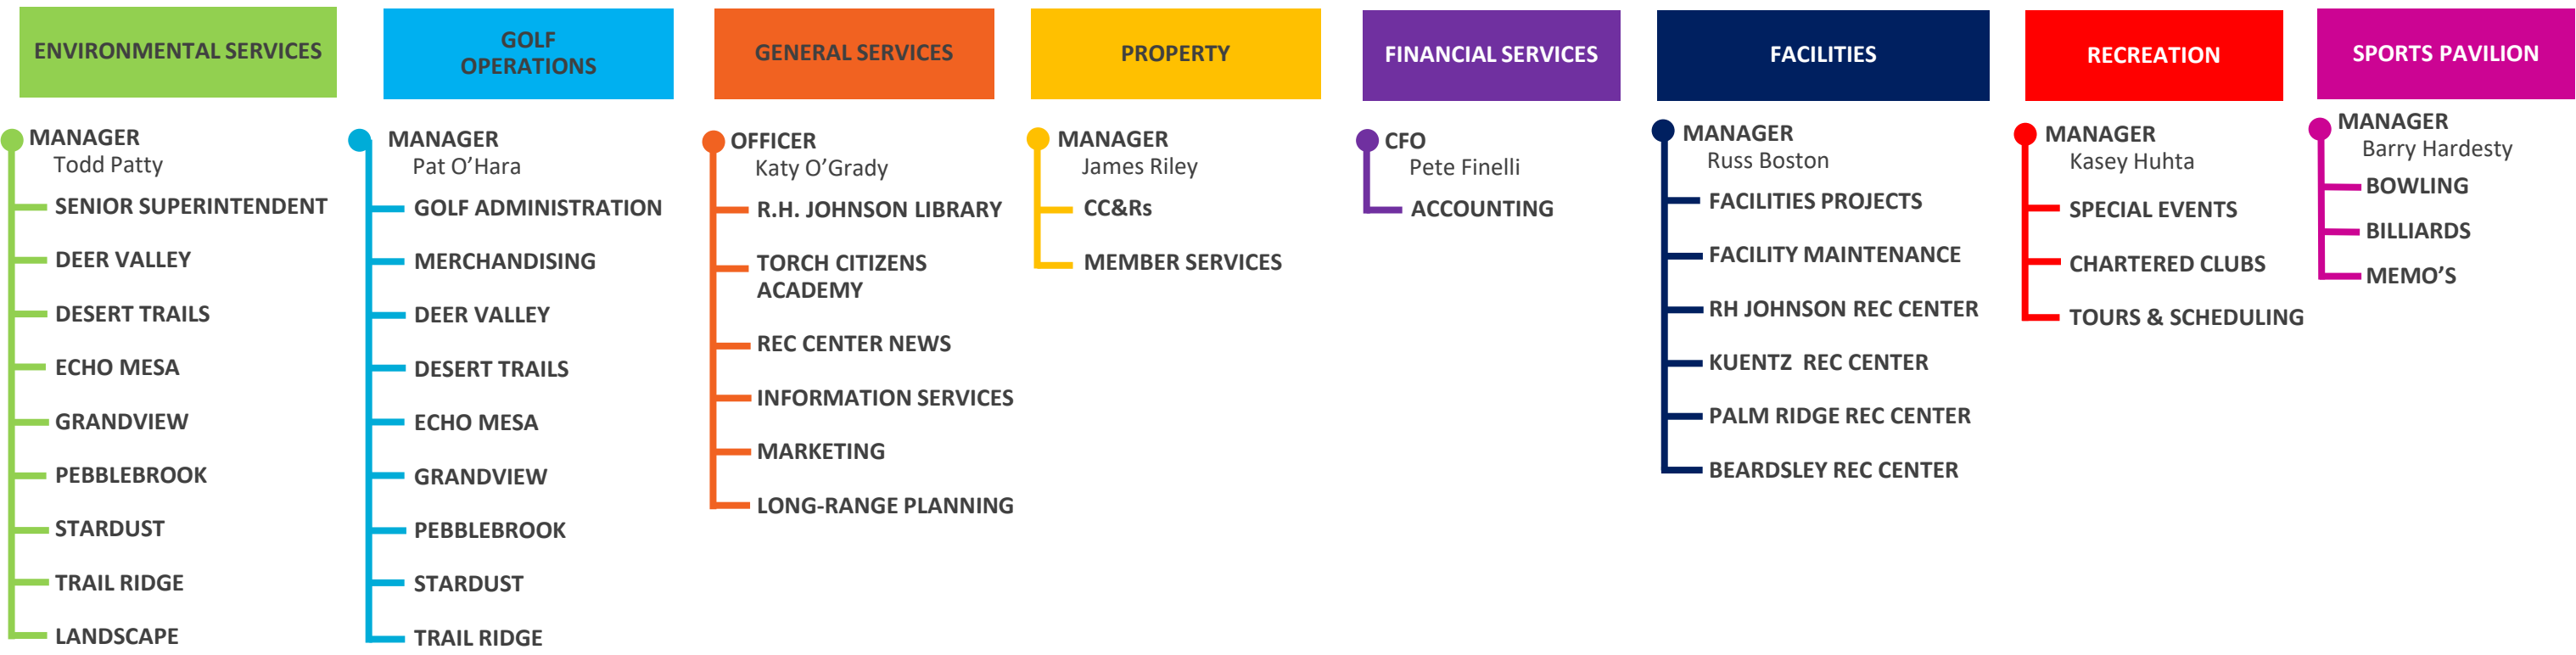 ENVIRONMENTAL SERVICES
MANAGER
Todd Patty
SENIOR SUPERINTENDENT
DEER VALLEY
DESERT TRAILS
ECHO MESA
GRANDVIEW
PEBBLEBROOK
STARDUST
TRAIL RIDGE
LANDSCAPE
GOLF
OPERATIONS
MANAGER
Pat O’Hara
GOLF ADMINISTRATION
MERCHANDISING
DEER VALLEY
DESERT TRAILS
ECHO MESA
GRANDVIEW
PEBBLEBROOK
STARDUST
TRAIL RIDGE
GENERAL SERVICES
OFFICER
Katy O’Grady
R.H. JOHNSON LIBRARY
TORCH CITIZENS
ACADEMY
REC CENTER NEWS
INFORMATION SERVICES
MARKETING
LONG-RANGE PLANNING
PROPERTY
MANAGER
James Riley
CC&Rs
MEMBER SERVICES
FINANCIAL SERVICES
CFO
Pete Finelli
ACCOUNTING
FACILITIES
MANAGER
Russ Boston
FACILITIES PROJECTS
FACILITY MAINTENANCE
RH JOHNSON REC CENTER
KUENTZ  REC CENTER
PALM RIDGE REC CENTER
BEARDSLEY REC CENTER
RECREATION
MANAGER
Kasey Huhta
SPECIAL EVENTS
CHARTERED CLUBS
TOURS & SCHEDULING
SPORTS PAVILION
MANAGER
Barry Hardesty
BOWLING
BILLIARDS
MEMO’S